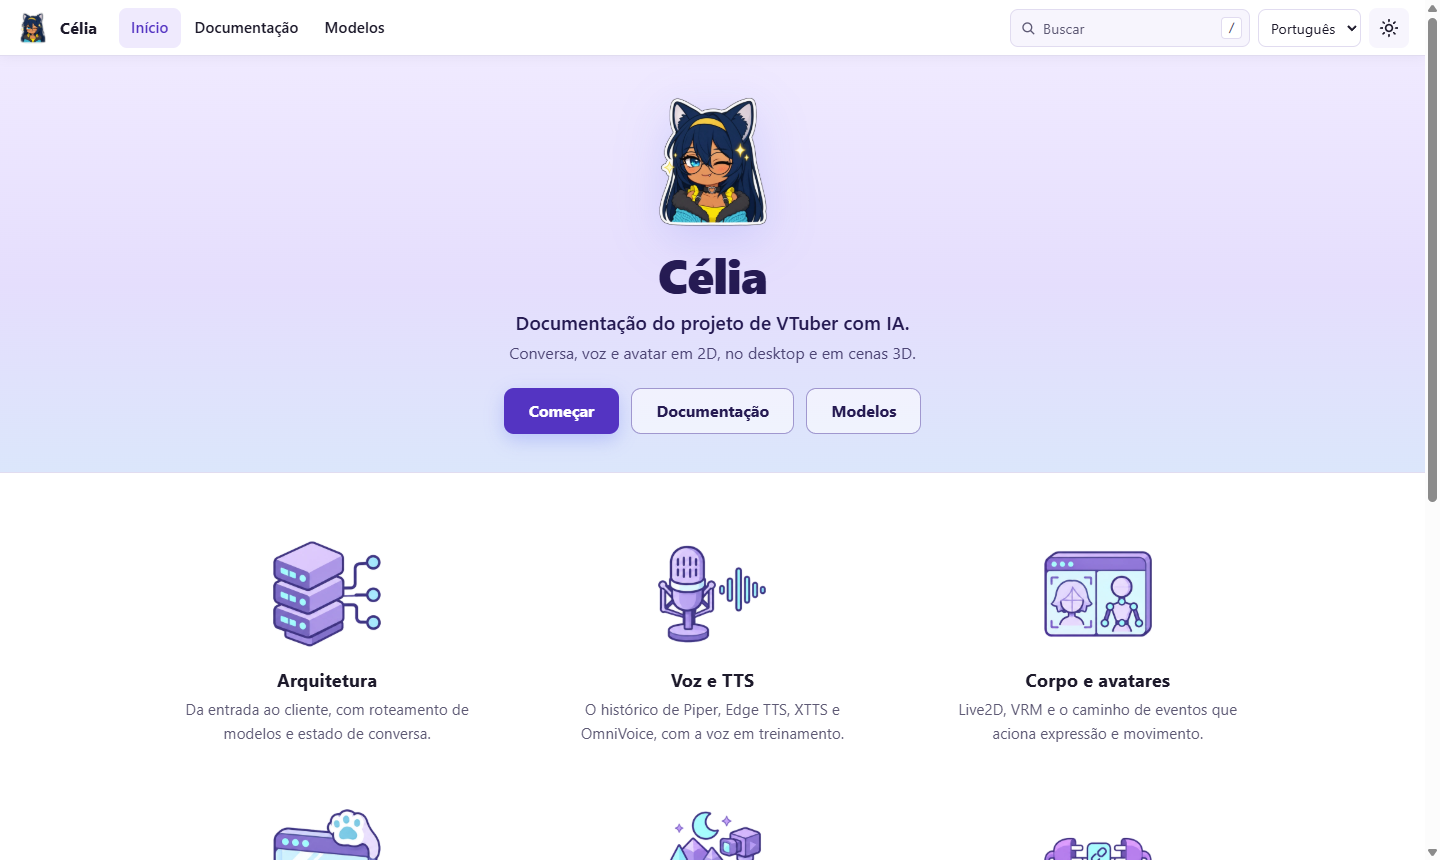 Célia
Início
Documentação
Modelos
Buscar
/
Português
Célia
Documentação do projeto de VTuber com IA.
Conversa, voz e avatar em 2D, no desktop e em cenas 3D.
Começar
Documentação
Modelos
Arquitetura
Da entrada ao cliente, com roteamento de
modelos e estado de conversa.
Voz e TTS
O histórico de Piper, Edge TTS, XTTS e
OmniVoice, com a voz em treinamento.
Corpo e avatares
Live2D, VRM e o caminho de eventos que
aciona expressão e movimento.